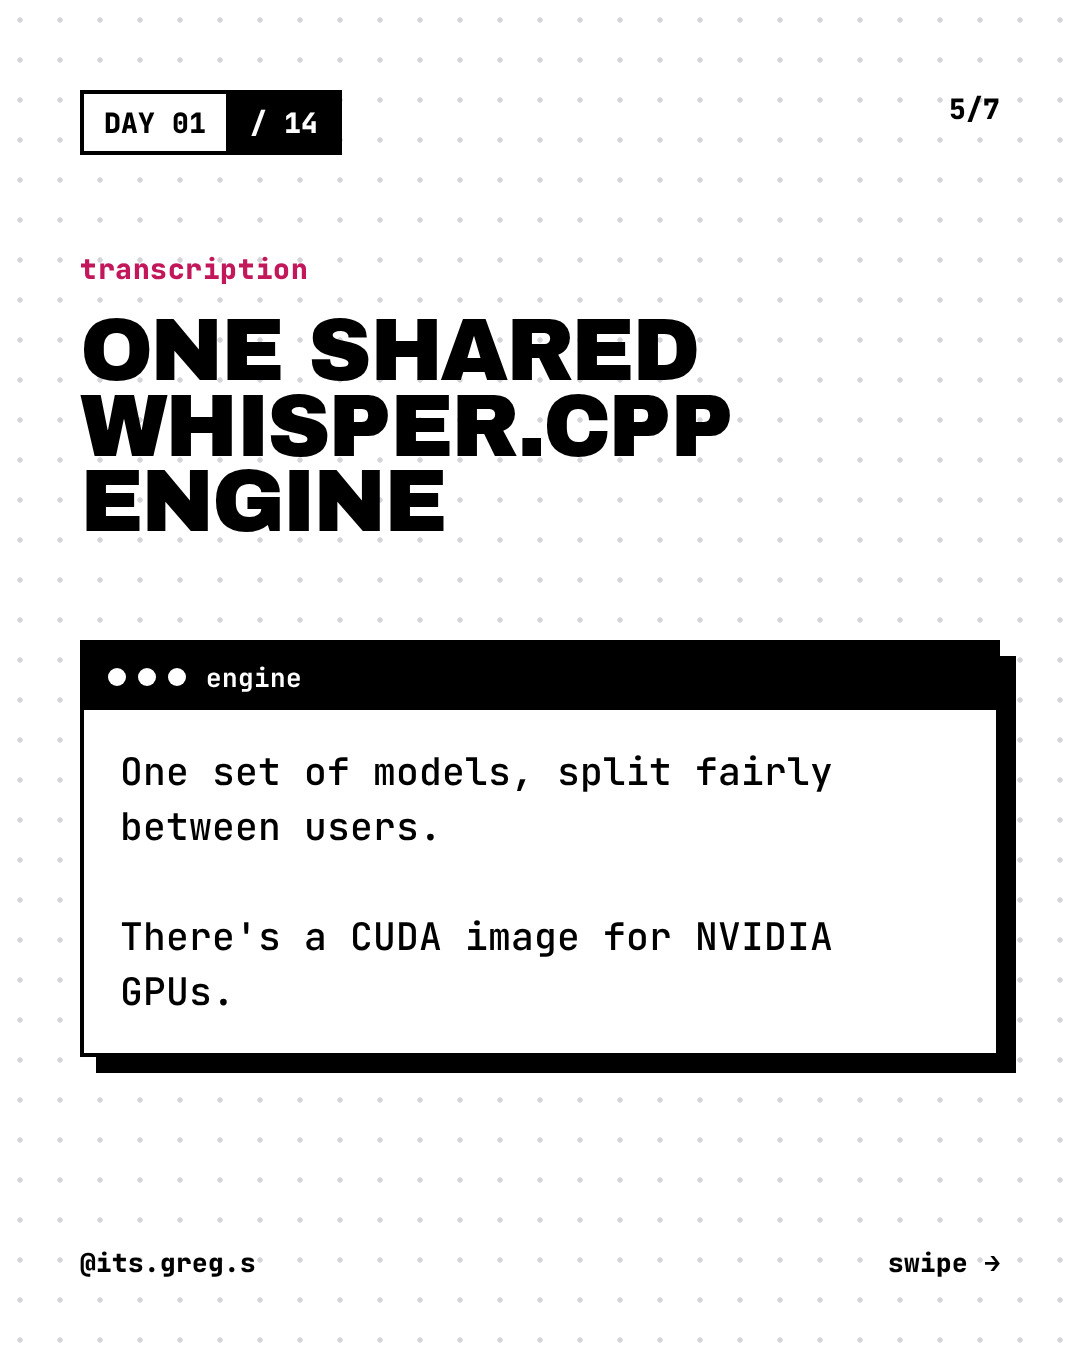 DAY 01 / 14
5/7
transcription
ONE SHARED
WHISPER.CPP
ENGINE
engine
One set of models, split fairly
between users.
There's a CUDA image for NVIDIA
GPUs.
@its.greg.s
swipe →